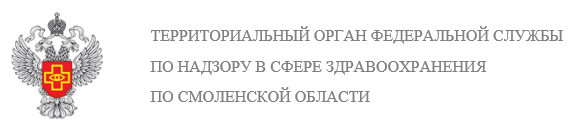 ТЕРРИТОРИАЛЬНЫЙ ОРГАН ФЕДЕРАЛЬНОЙ СЛУЖБЫ
ПО НАДЗОРУ В СФЕРЕ ЗДРАВООХРАНЕНИЯ
ПО СМОЛЕНСКОЙ ОБЛАСТИ